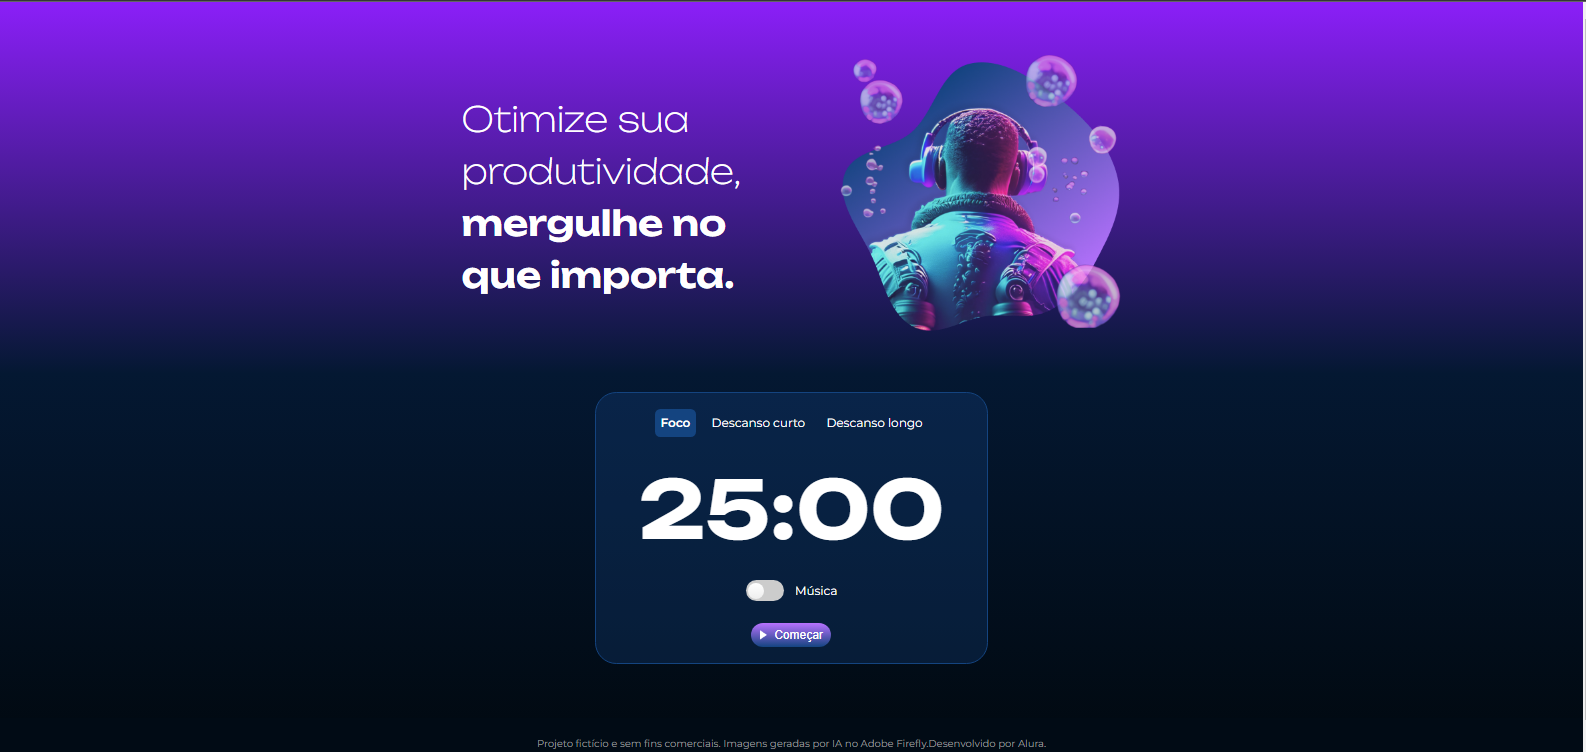 Otimize sua
produtividade,
mergulhe no
que importa.
Foco Descanso curto Descanso longo
25:00
Música
Começar
Projeto fictício e sem fins comerciais. Imagens geradas por IA no Adobe Firefly.Desenvolvido por Alura.